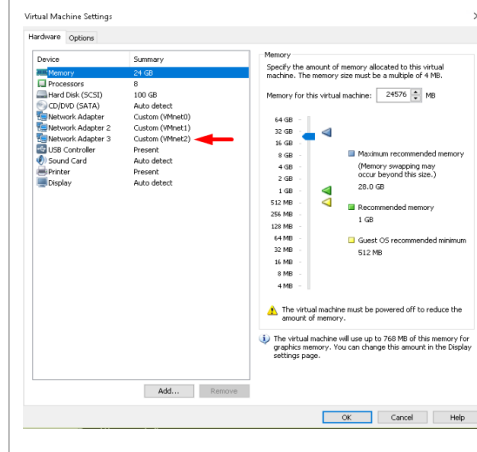 Virtual Machine Settings
Hardware Options
Device Summary
Memory 24 GB
Processors 8
Hard Disk (SCSI) 100 GB
CD/DVD (SATA) Auto detect
Network Adapter Custom (VMnet0)
Network Adapter 2 Custom (VMnet1)
Network Adapter 3 Custom (VMnet2)
USB Controller Present
Sound Card Auto detect
Printer Present
Display Auto detect
Add... Remove
Memory
Specify the amount of memory allocated to this virtual
machine. The memory size must be a multiple of 4 MB.
Memory for this virtual machine: 24576 MB
64 GB
32 GB
16 GB
8 GB
4 GB
2 GB
1 GB
512 MB
256 MB
128 MB
64 MB
32 MB
16 MB
8 MB
4 MB
Maximum recommended memory
(Memory swapping may
occur beyond this size.)
28.0 GB
Recommended memory
1 GB
Guest OS recommended minimum
512 MB
The virtual machine must be powered off to reduce the
amount of memory.
The virtual machine will use up to 768 MB of this memory for
graphics memory. You can change this amount in the Display
settings page.
OK Cancel Help